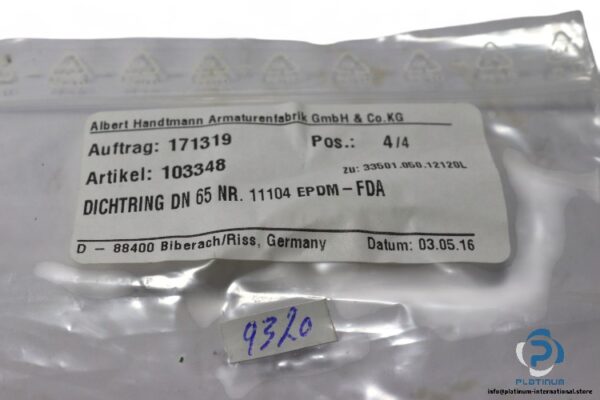 Albert Handtmann Armaturenfabrik GmbH & Co.KG
Auftrag: 171319 Pos.: 4/4
Artikel: 103348 zu: 33501.050.12120L
DICHTRING DN 65 NR. 11104 EPDM-FDA
D - 88400 Biberach/Riss, Germany Datum: 03.05.16
9320
PLATINUM
platinum-international.store